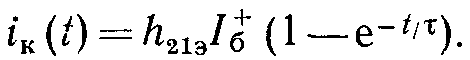 iк (t) = h21э I+б (1 — e– t/τ).